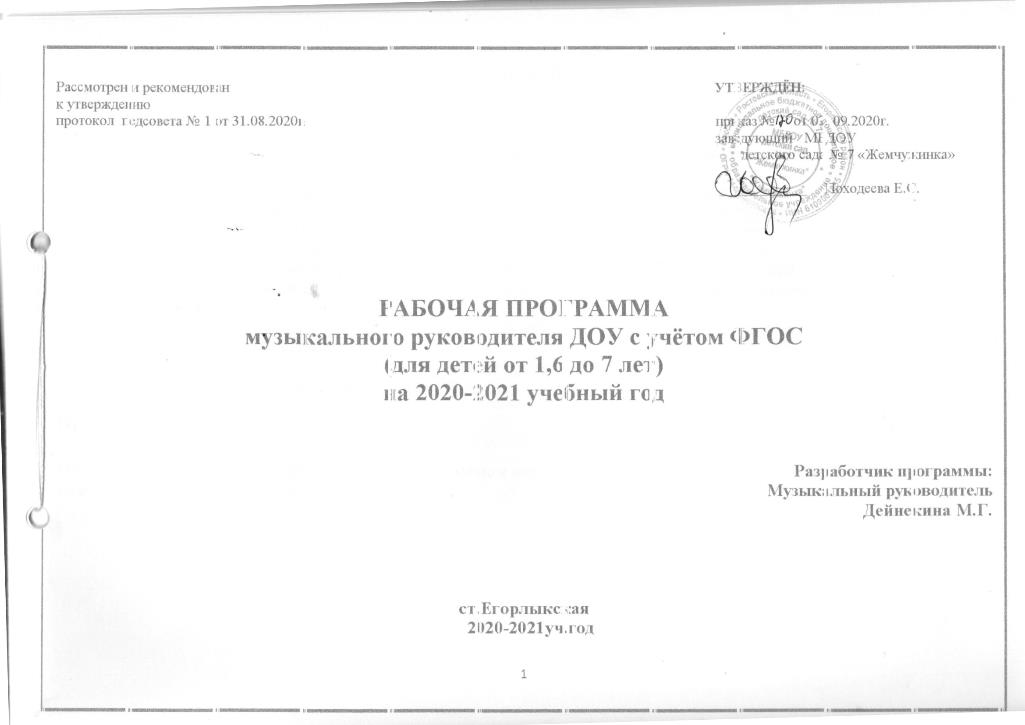 Рассмотрен и рекомендован
к утверждению
протокол педсовета № 1 от 31.08.2020г.
УТВЕРЖДЁН:
приказ № от 09.2020г.
заведующий МБДОУ
детского сада № 7 «Жемчужинка»
Походеева Е.С.
РАБОЧАЯ ПРОГРАММА
музыкального руководителя ДОУ с учётом ФГОС
(для детей от 1,6 до 7 лет)
на 2020-2021 учебный год
Разработчик программы:
Музыкальный руководитель
Дейнекина М.Г.
ст.Егорлыкская
2020-2021уч.год
1